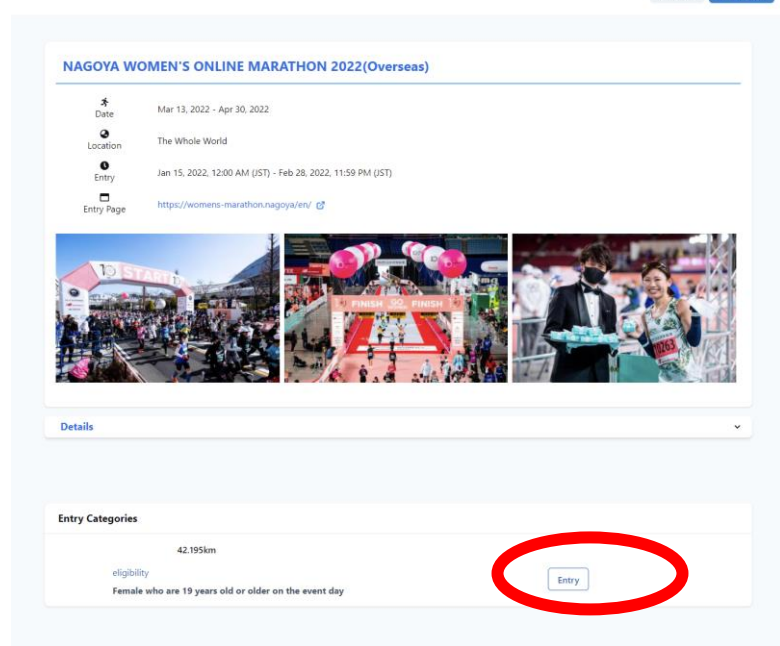 NAGOYA WOMEN'S ONLINE MARATHON 2022(Overseas)
Date
Mar 13, 2022 - Apr 30, 2022
Location
The Whole World
Entry
Jan 15, 2022, 12:00 AM (JST) - Feb 28, 2022, 11:59 PM (JST)
Entry Page
https://womens-marathon.nagoya/en/
10 START
FINISH 10 FINISH
10263
Details
Entry Categories
42.195km
eligibility
Female who are 19 years old or older on the event day
Entry